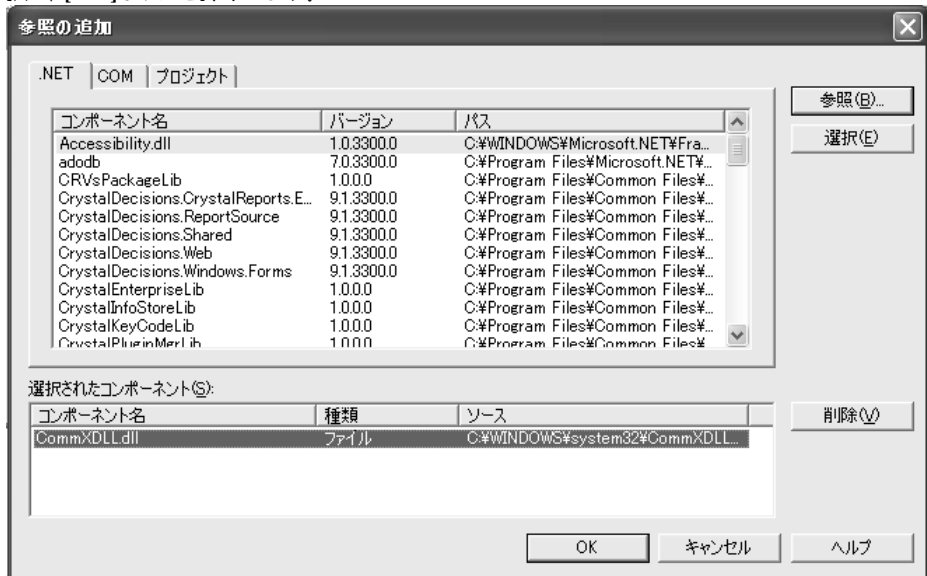 参照の追加
.NET COM プロジェクト
参照(B)...
選択(E)
コンポーネント名 バージョン パス
Accessibility.dll 1.0.3300.0 C:¥WINDOWS¥Microsoft.NET¥Fra...
adodb 7.0.3300.0 C:¥Program Files¥Microsoft.NET¥...
CRVsPackageLib 1.0.0.0 C:¥Program Files¥Common Files¥...
CrystalDecisions.CrystalReports.E... 9.1.3300.0 C:¥Program Files¥Common Files¥...
CrystalDecisions.ReportSource 9.1.3300.0 C:¥Program Files¥Common Files¥...
CrystalDecisions.Shared 9.1.3300.0 C:¥Program Files¥Common Files¥...
CrystalDecisions.Web 9.1.3300.0 C:¥Program Files¥Common Files¥...
CrystalDecisions.Windows.Forms 9.1.3300.0 C:¥Program Files¥Common Files¥...
CrystalEnterpriseLib 1.0.0.0 C:¥Program Files¥Common Files¥...
CrystalInfoStoreLib 1.0.0.0 C:¥Program Files¥Common Files¥...
CrystalKeyCodeLib 1.0.0.0 C:¥Program Files¥Common Files¥...
CrystalPluginMgrLib 1.0.0.0 C:¥Program Files¥Common Files¥
選択されたコンポーネント(S):
コンポーネント名 種類 ソース
CommXDLL.dll ファイル C:¥WINDOWS¥system32¥CommXDLL...
削除(V)
OK キャンセル ヘルプ